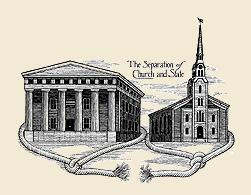 The Separation of
Church and State